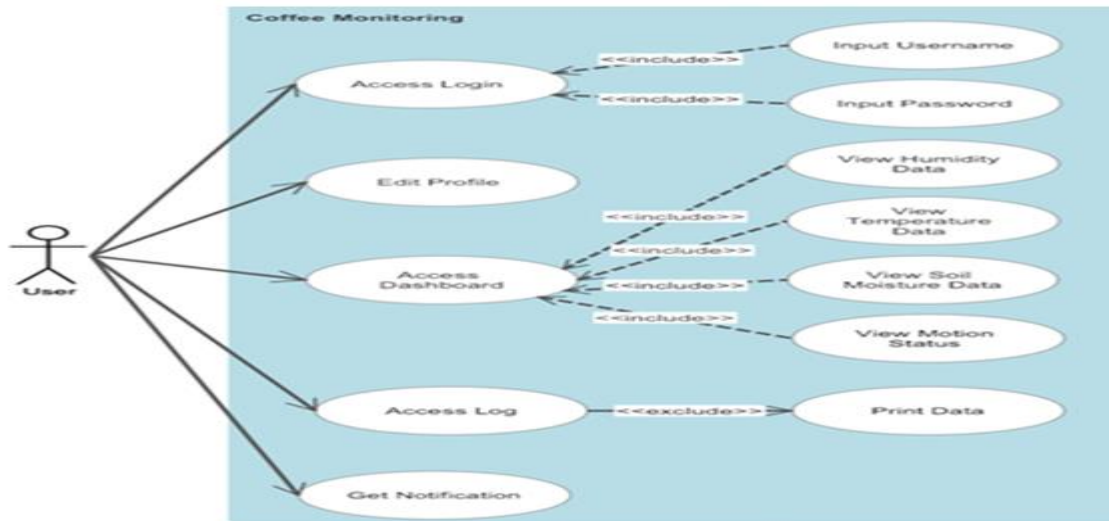 Coffee Monitoring
Input Username
<<include>>
Access Login
<<include>>
Input Password
View Humidity
Data
Edit Profile
<<include>>
View
Temperature
Data
<<include>>
Access
Dashboard
<<include>>
View Soil
Moisture Data
User
<<include>>
View Motion
Status
Access Log
<<exclude>>
Print Data
Get Notification